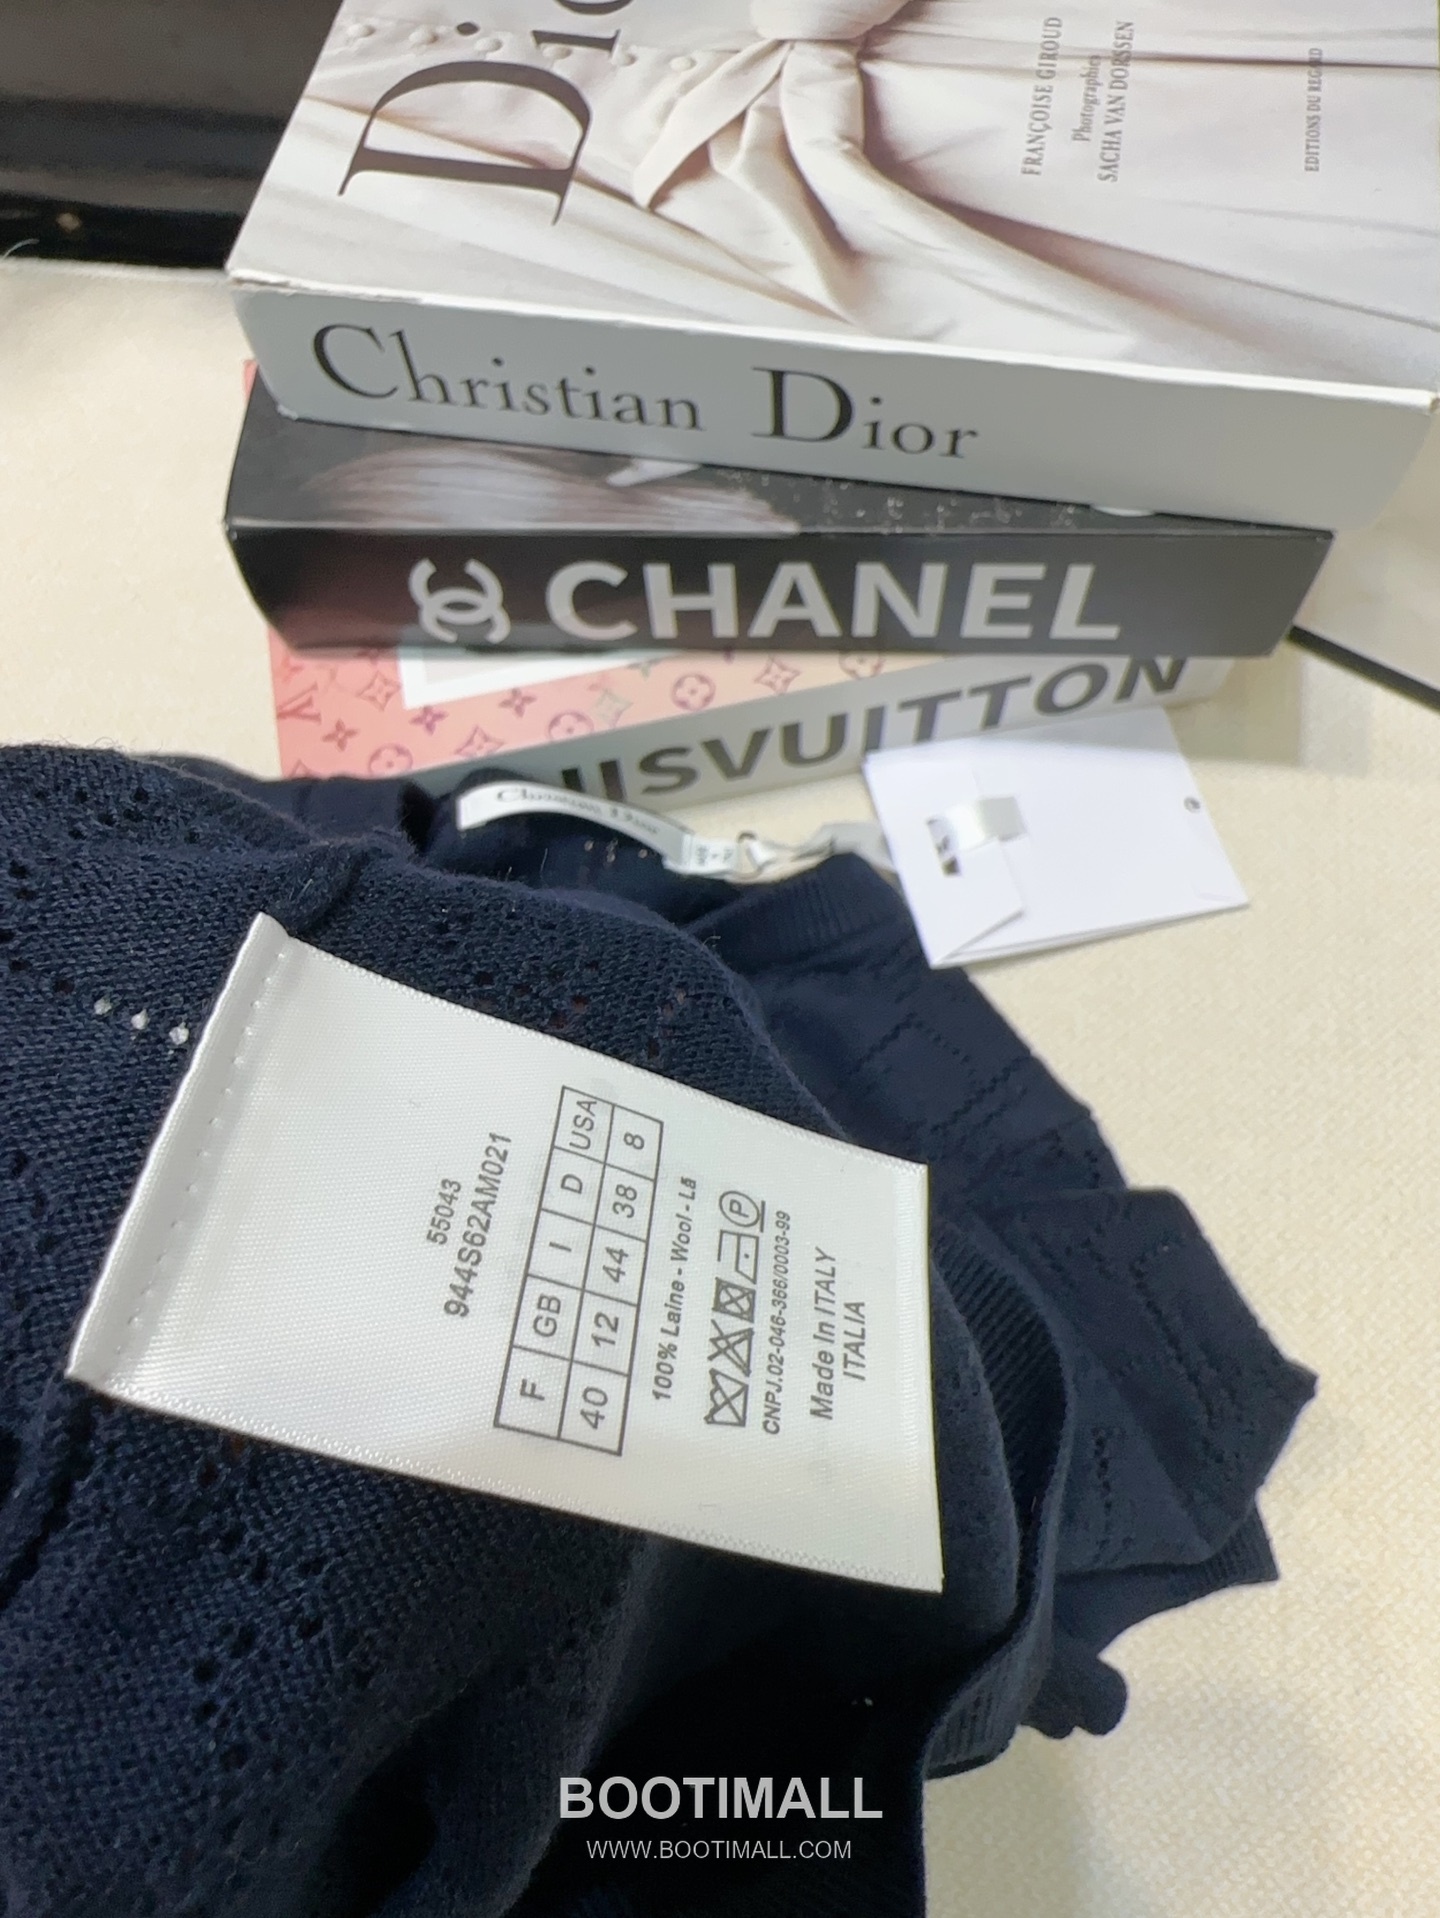 Dio
FRANÇOISE GIROUD
Photographies
SACHA VAN DORSSEN
EDITIONS DU REGARD
Christian Dior
CHANEL
UISVUITTON
Christian Dior
55043
944S62AM021
F GB I D USA
40 12 44 38 8
100% Laine - Wool - Lã
P
CNPJ.02-046-366/0003-99
Made In ITALY
ITALIA
BOOTIMALL
WWW.BOOTIMALL.COM